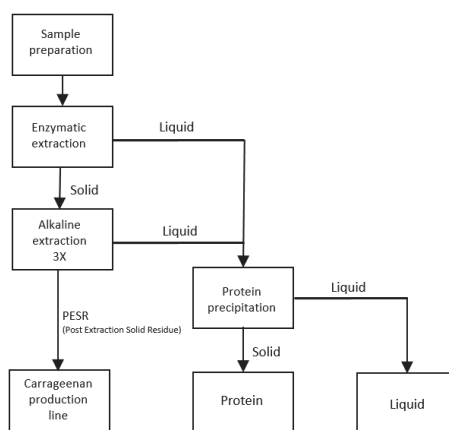 Sample
preparation
Enzymatic
extraction
Liquid
Solid
Alkaline
extraction
3X
Liquid
Protein
precipitation
Liquid
PESR
(Post Extraction Solid Residue)
Solid
Carrageenan
production
line
Protein
Liquid